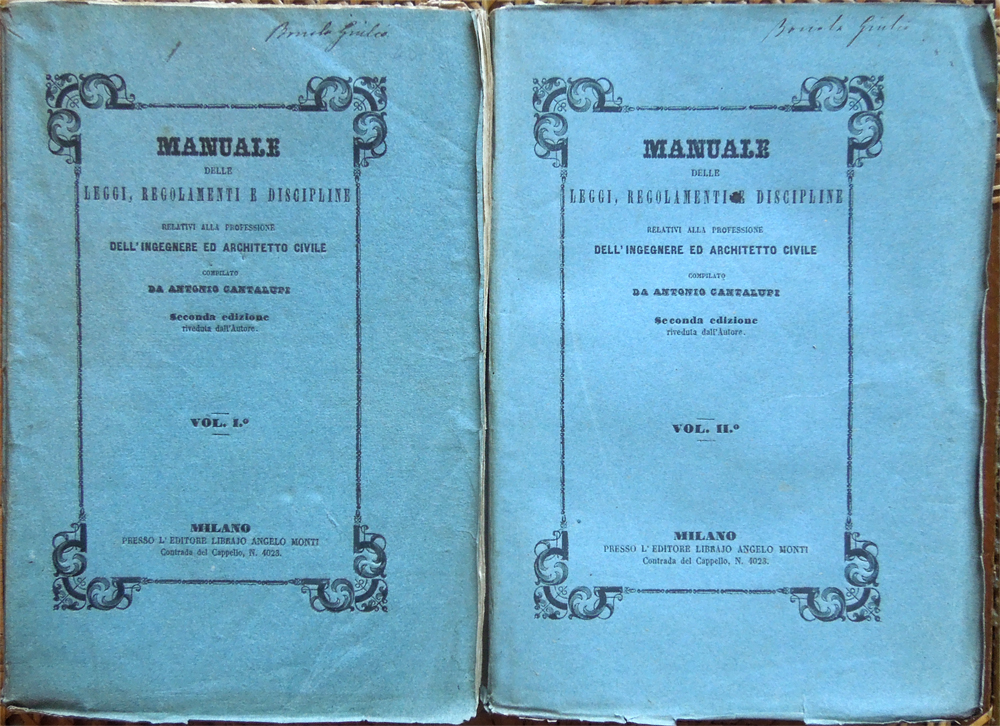 MANUALE
DELLE
LEGGI, REGOLAMENTI E DISCIPLINE
RELATIVI ALLA PROFESSIONE
DELL'INGEGNERE ED ARCHITETTO CIVILE
COMPILATO
DA ANTONIO CANTALUPI
Seconda edizione
riveduta dall'Autore.
VOL. I.º
MILANO
PRESSO L'EDITORE LIBRAJO ANGELO MONTI
Contrada del Cappello, N. 4023.
MANUALE
DELLE
LEGGI, REGOLAMENTI E DISCIPLINE
RELATIVI ALLA PROFESSIONE
DELL'INGEGNERE ED ARCHITETTO CIVILE
COMPILATO
DA ANTONIO CANTALUPI
Seconda edizione
riveduta dall'Autore.
VOL. II.º
MILANO
PRESSO L'EDITORE LIBRAJO ANGELO MONTI
Contrada del Cappello, N. 4023.